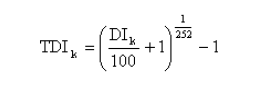 TDI_k = (DI_k/100 + 1)^(1/252) − 1